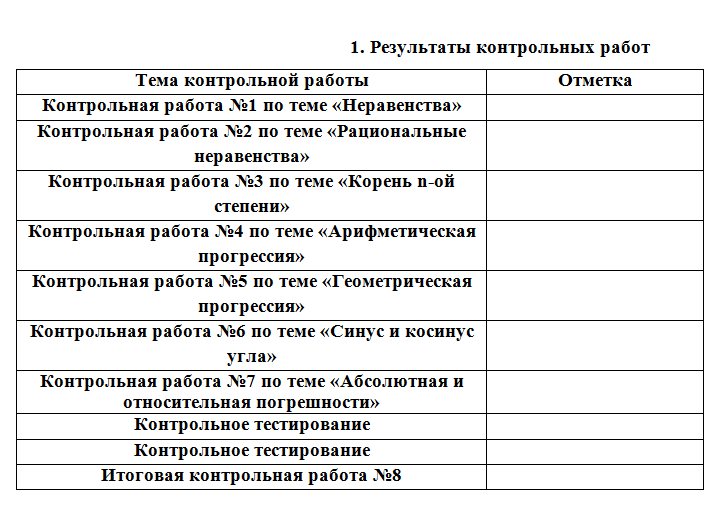 1. Результаты контрольных работ
Тема контрольной работы
Отметка
Контрольная работа №1 по теме «Неравенства»
Контрольная работа №2 по теме «Рациональные
неравенства»
Контрольная работа №3 по теме «Корень n-ой
степени»
Контрольная работа №4 по теме «Арифметическая
прогрессия»
Контрольная работа №5 по теме «Геометрическая
прогрессия»
Контрольная работа №6 по теме «Синус и косинус
угла»
Контрольная работа №7 по теме «Абсолютная и
относительная погрешности»
Контрольное тестирование
Контрольное тестирование
Итоговая контрольная работа №8